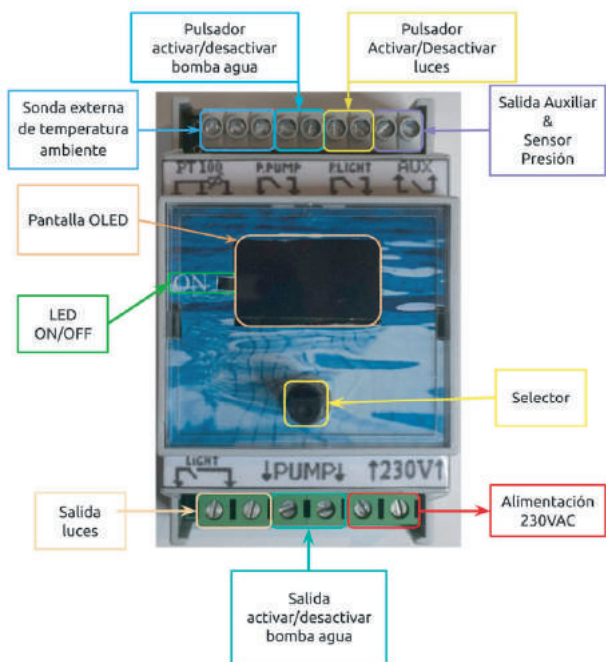 Pulsador
activar/desactivar
bomba agua
Pulsador
Activar/Desactivar
luces
Sonda externa
de temperatura
ambiente
Salida Auxiliar
&
Sensor
Presión
PT100
P.PUMP
P.LIGHT
AUX
Pantalla OLED
ON
LED
ON/OFF
Selector
LIGHT
↓PUMP↓
↑230V↑
Salida
luces
Alimentación
230VAC
Salida
activar/desactivar
bomba agua